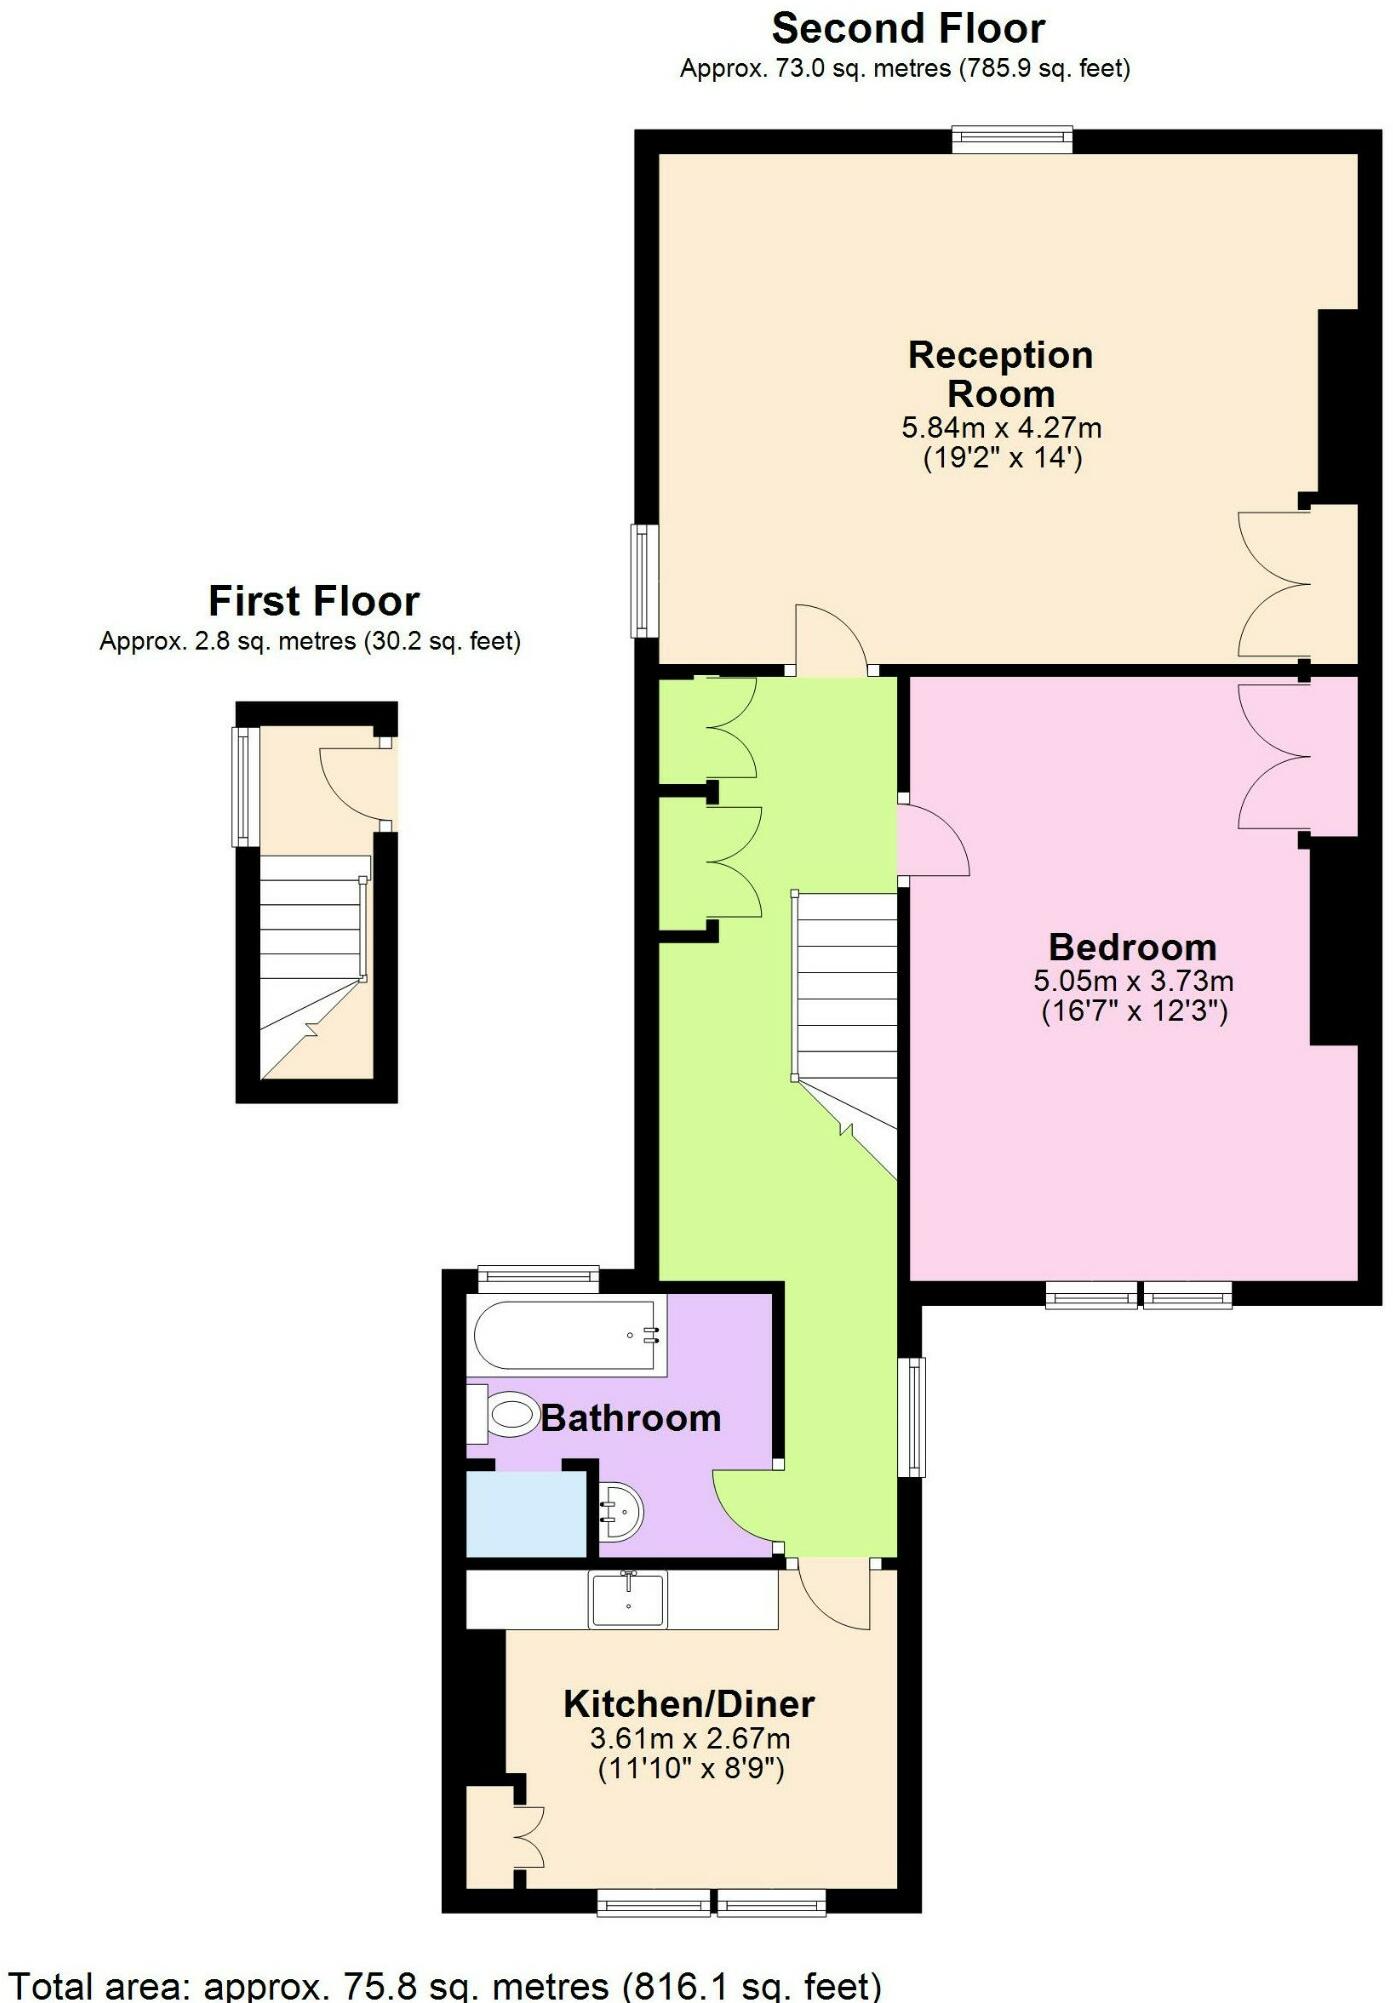 Second Floor
Approx. 73.0 sq. metres (785.9 sq. feet)
Reception
Room
5.84m x 4.27m
(19'2" x 14')
First Floor
Approx. 2.8 sq. metres (30.2 sq. feet)
Bedroom
5.05m x 3.73m
(16'7" x 12'3")
Bathroom
Kitchen/Diner
3.61m x 2.67m
(11'10" x 8'9")
Total area: approx. 75.8 sq. metres (816.1 sq. feet)